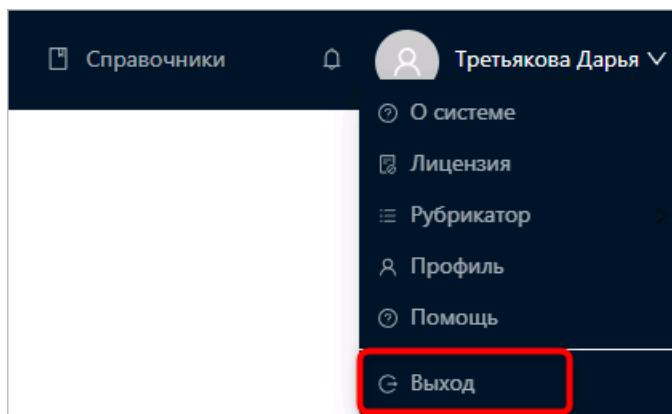 Справочники
Третьякова Дарья
О системе
Лицензия
Рубрикатор
Профиль
Помощь
Выход